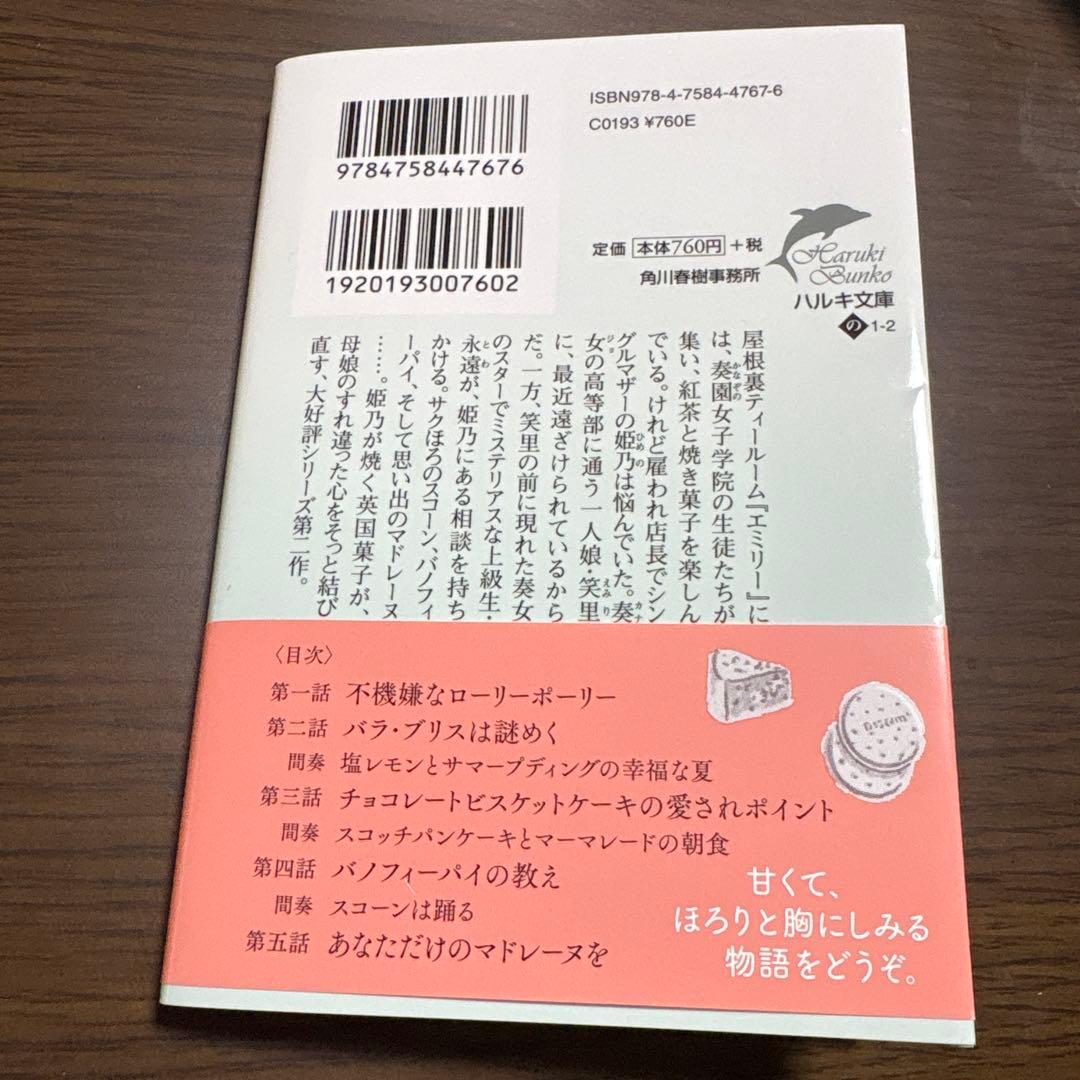 ISBN978-4-7584-4767-6
C0193 ¥760E
9784758447676
1920193007602
定価 本体760円 +税
角川春樹事務所
Haruki
Bunko
ハルキ文庫
の 1-2
屋根裏ティールーム『エミリー』に
は、奏園女子学院の生徒たちが
集い、紅茶と焼き菓子を楽しん
でいる。けれど雇われ店長でシン
グルマザーの姫乃は悩んでいた。奏
女の高等部に通う一人娘・笑里
に、最近遠ざけられているから
だ。一方、笑里の前に現れた奏女
のスターでミステリアスな上級生・
永遠が、姫乃にある相談を持ち
かける。サクほろのスコーン、バノフィ
ーパイ、そして思い出のマドレーヌ
……。姫乃が焼く英国菓子が、
母娘のすれ違った心をそっと結び
直す、大好評シリーズ第二作。
〈目次〉
第一話 不機嫌なローリーポーリー
第二話 バラ・ブリスは謎めく
間奏 塩レモンとサマープディングの幸福な夏
第三話 チョコレートビスケットケーキの愛されポイント
間奏 スコッチパンケーキとマーマレードの朝食
第四話 バノフィーパイの教え
間奏 スコーンは踊る
第五話 あなただけのマドレーヌを
甘くて、
ほろりと胸にしみる
物語をどうぞ。